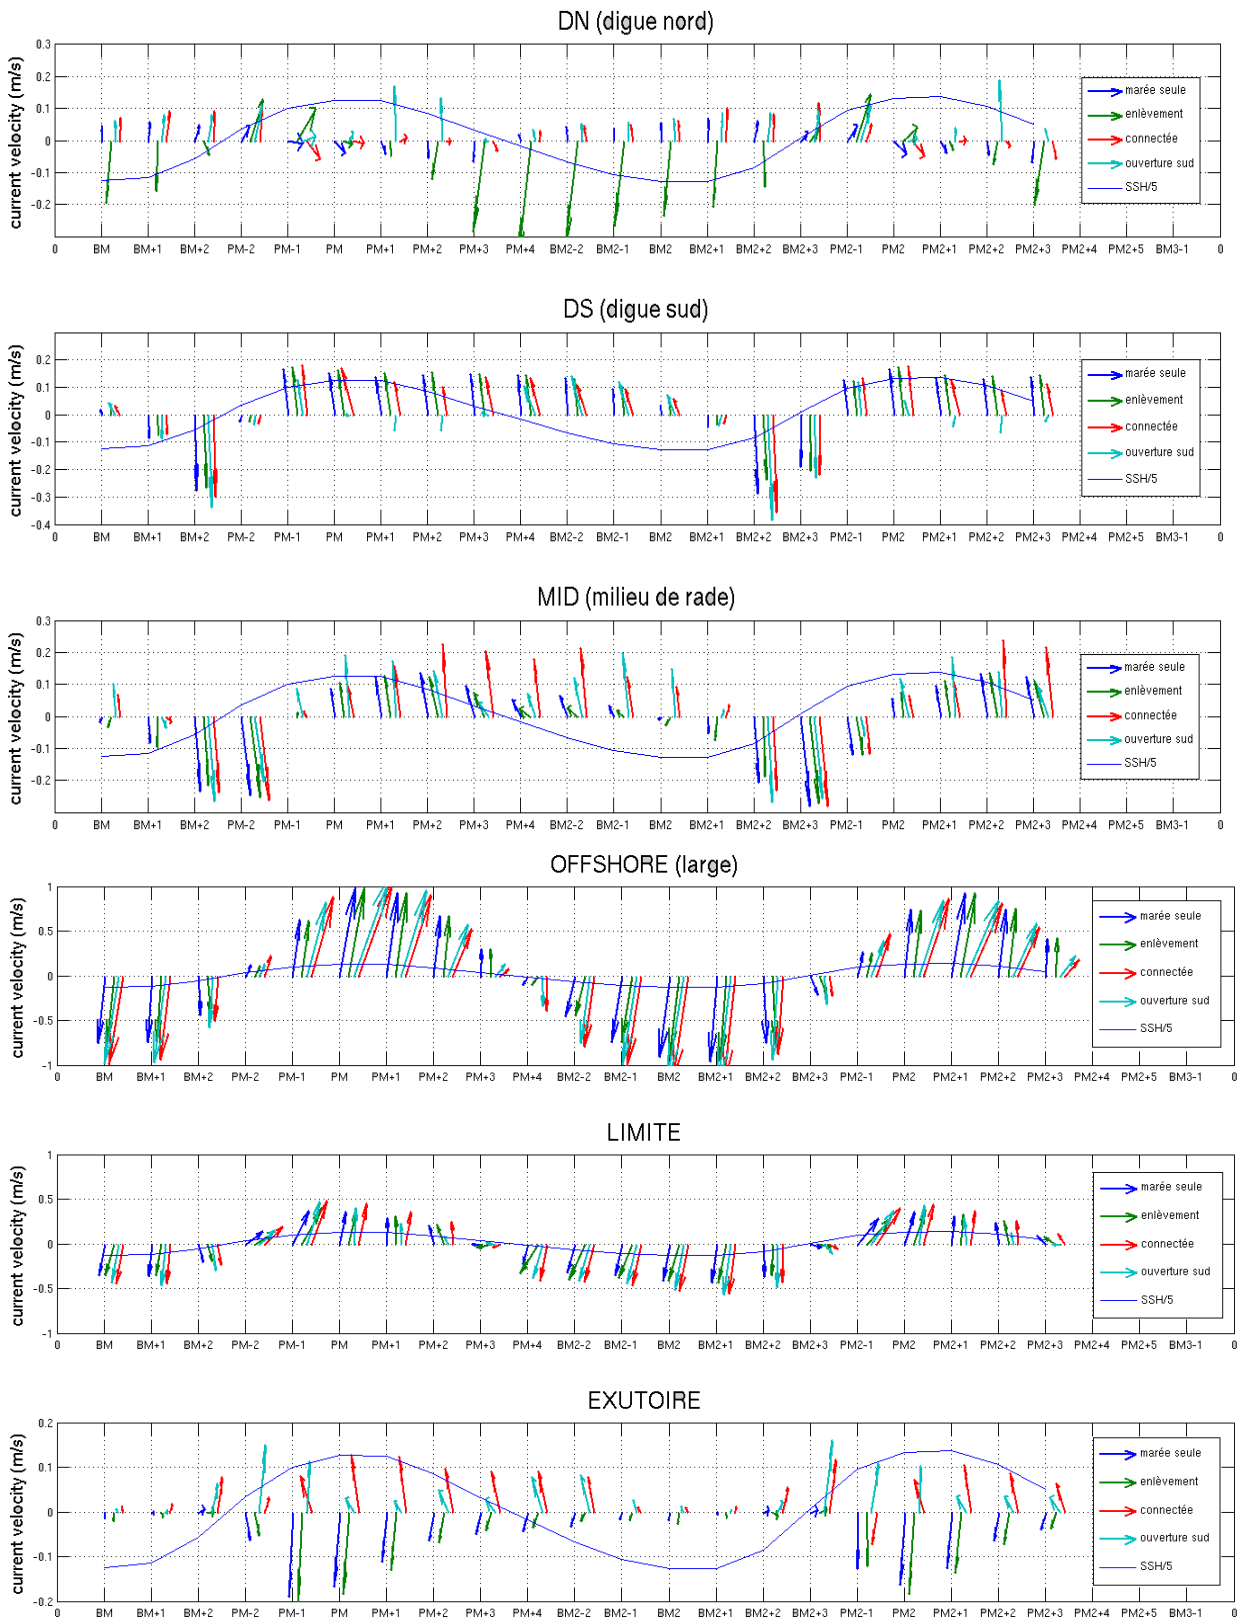 DN (digue nord)
current velocity (m/s)
0.3
0.2
0.1
0
-0.1
-0.2
marée seule
enlèvement
connectée
ouverture sud
SSH/5
0 BM BM+1 BM+2 PM-2 PM-1 PM PM+1 PM+2 PM+3 PM+4 BM2-2 BM2-1 BM2 BM2+1 BM2+2 BM2+3 PM2-1 PM2 PM2+1 PM2+2 PM2+3 PM2+4 PM2+5 BM3-1 0
DS (digue sud)
current velocity (m/s)
0.2
0.1
0
-0.1
-0.2
-0.3
-0.4
marée seule
enlèvement
connectée
ouverture sud
SSH/5
0 BM BM+1 BM+2 PM-2 PM-1 PM PM+1 PM+2 PM+3 PM+4 BM2-2 BM2-1 BM2 BM2+1 BM2+2 BM2+3 PM2-1 PM2 PM2+1 PM2+2 PM2+3 PM2+4 PM2+5 BM3-1 0
MID (milieu de rade)
current velocity (m/s)
0.3
0.2
0.1
0
-0.1
-0.2
marée seule
enlèvement
connectée
ouverture sud
SSH/5
0 BM BM+1 BM+2 PM-2 PM-1 PM PM+1 PM+2 PM+3 PM+4 BM2-2 BM2-1 BM2 BM2+1 BM2+2 BM2+3 PM2-1 PM2 PM2+1 PM2+2 PM2+3 PM2+4 PM2+5 BM3-1 0
OFFSHORE (large)
current velocity (m/s)
1
0.5
0
-0.5
-1
marée seule
enlèvement
connectée
ouverture sud
SSH/5
0 BM BM+1 BM+2 PM-2 PM-1 PM PM+1 PM+2 PM+3 PM+4 BM2-2 BM2-1 BM2 BM2+1 BM2+2 BM2+3 PM2-1 PM2 PM2+1 PM2+2 PM2+3 PM2+4 PM2+5 BM3-1 0
LIMITE
current velocity (m/s)
1
0.5
0
-0.5
-1
marée seule
enlèvement
connectée
ouverture sud
SSH/5
0 BM BM+1 BM+2 PM-2 PM-1 PM PM+1 PM+2 PM+3 PM+4 BM2-2 BM2-1 BM2 BM2+1 BM2+2 BM2+3 PM2-1 PM2 PM2+1 PM2+2 PM2+3 PM2+4 PM2+5 BM3-1 0
EXUTOIRE
current velocity (m/s)
0.2
0.1
0
-0.1
-0.2
marée seule
enlèvement
connectée
ouverture sud
SSH/5
0 BM BM+1 BM+2 PM-2 PM-1 PM PM+1 PM+2 PM+3 PM+4 BM2-2 BM2-1 BM2 BM2+1 BM2+2 BM2+3 PM2-1 PM2 PM2+1 PM2+2 PM2+3 PM2+4 PM2+5 BM3-1 0